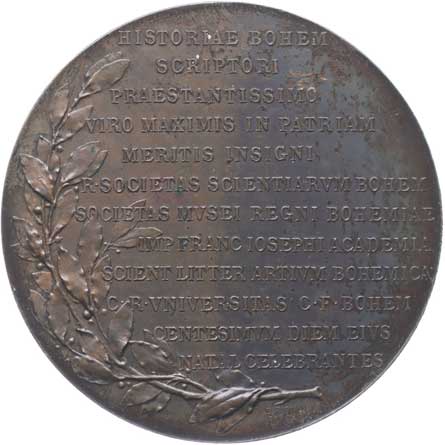 HISTORIAE BOHEM
SCRIPTORI
PRAESTANTISSIMO
VIRO MAXIMIS IN PATRIAM
MERITIS INSIGNI
R·SOCIETAS SCIENTIARVM BOHEM
SOCIETAS MVSEI REGNI BOHEMIAE
IMP FRANC IOSEPHI ACADEMIA
SCIENT LITTER ARTIVM BOHEMICA
C·R·VNIVERSITAS C·F·BOHEM
CENTESIMVM DIEM EIVS
NATAL CELEBRANTES